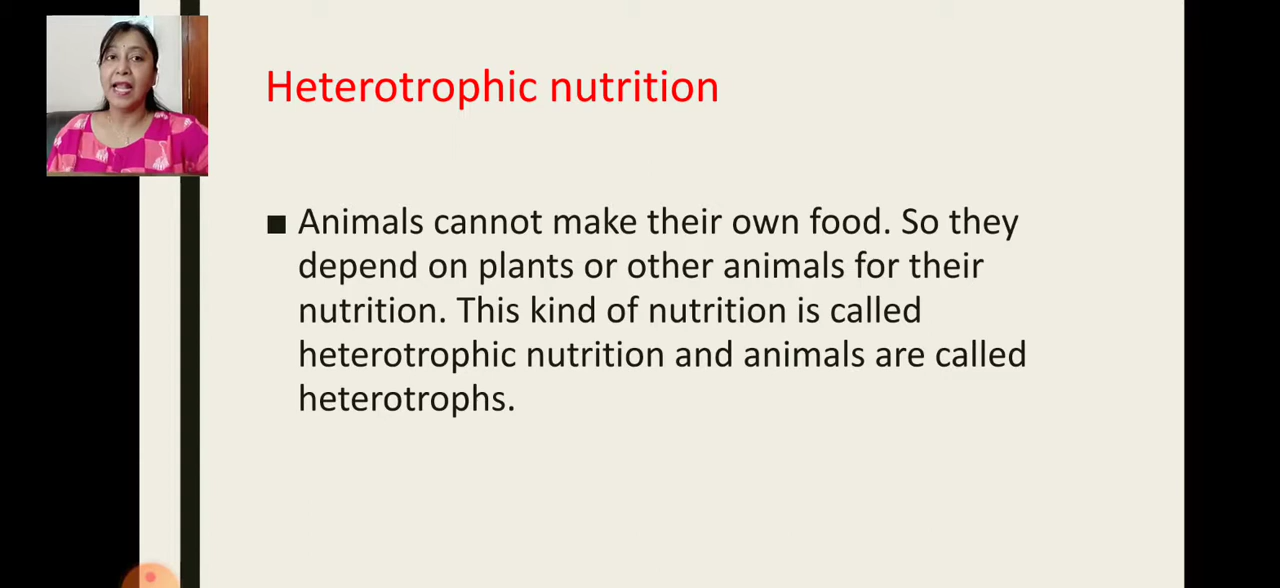 Heterotrophic nutrition
■ Animals cannot make their own food. So they
depend on plants or other animals for their
nutrition. This kind of nutrition is called
heterotrophic nutrition and animals are called
heterotrophs.